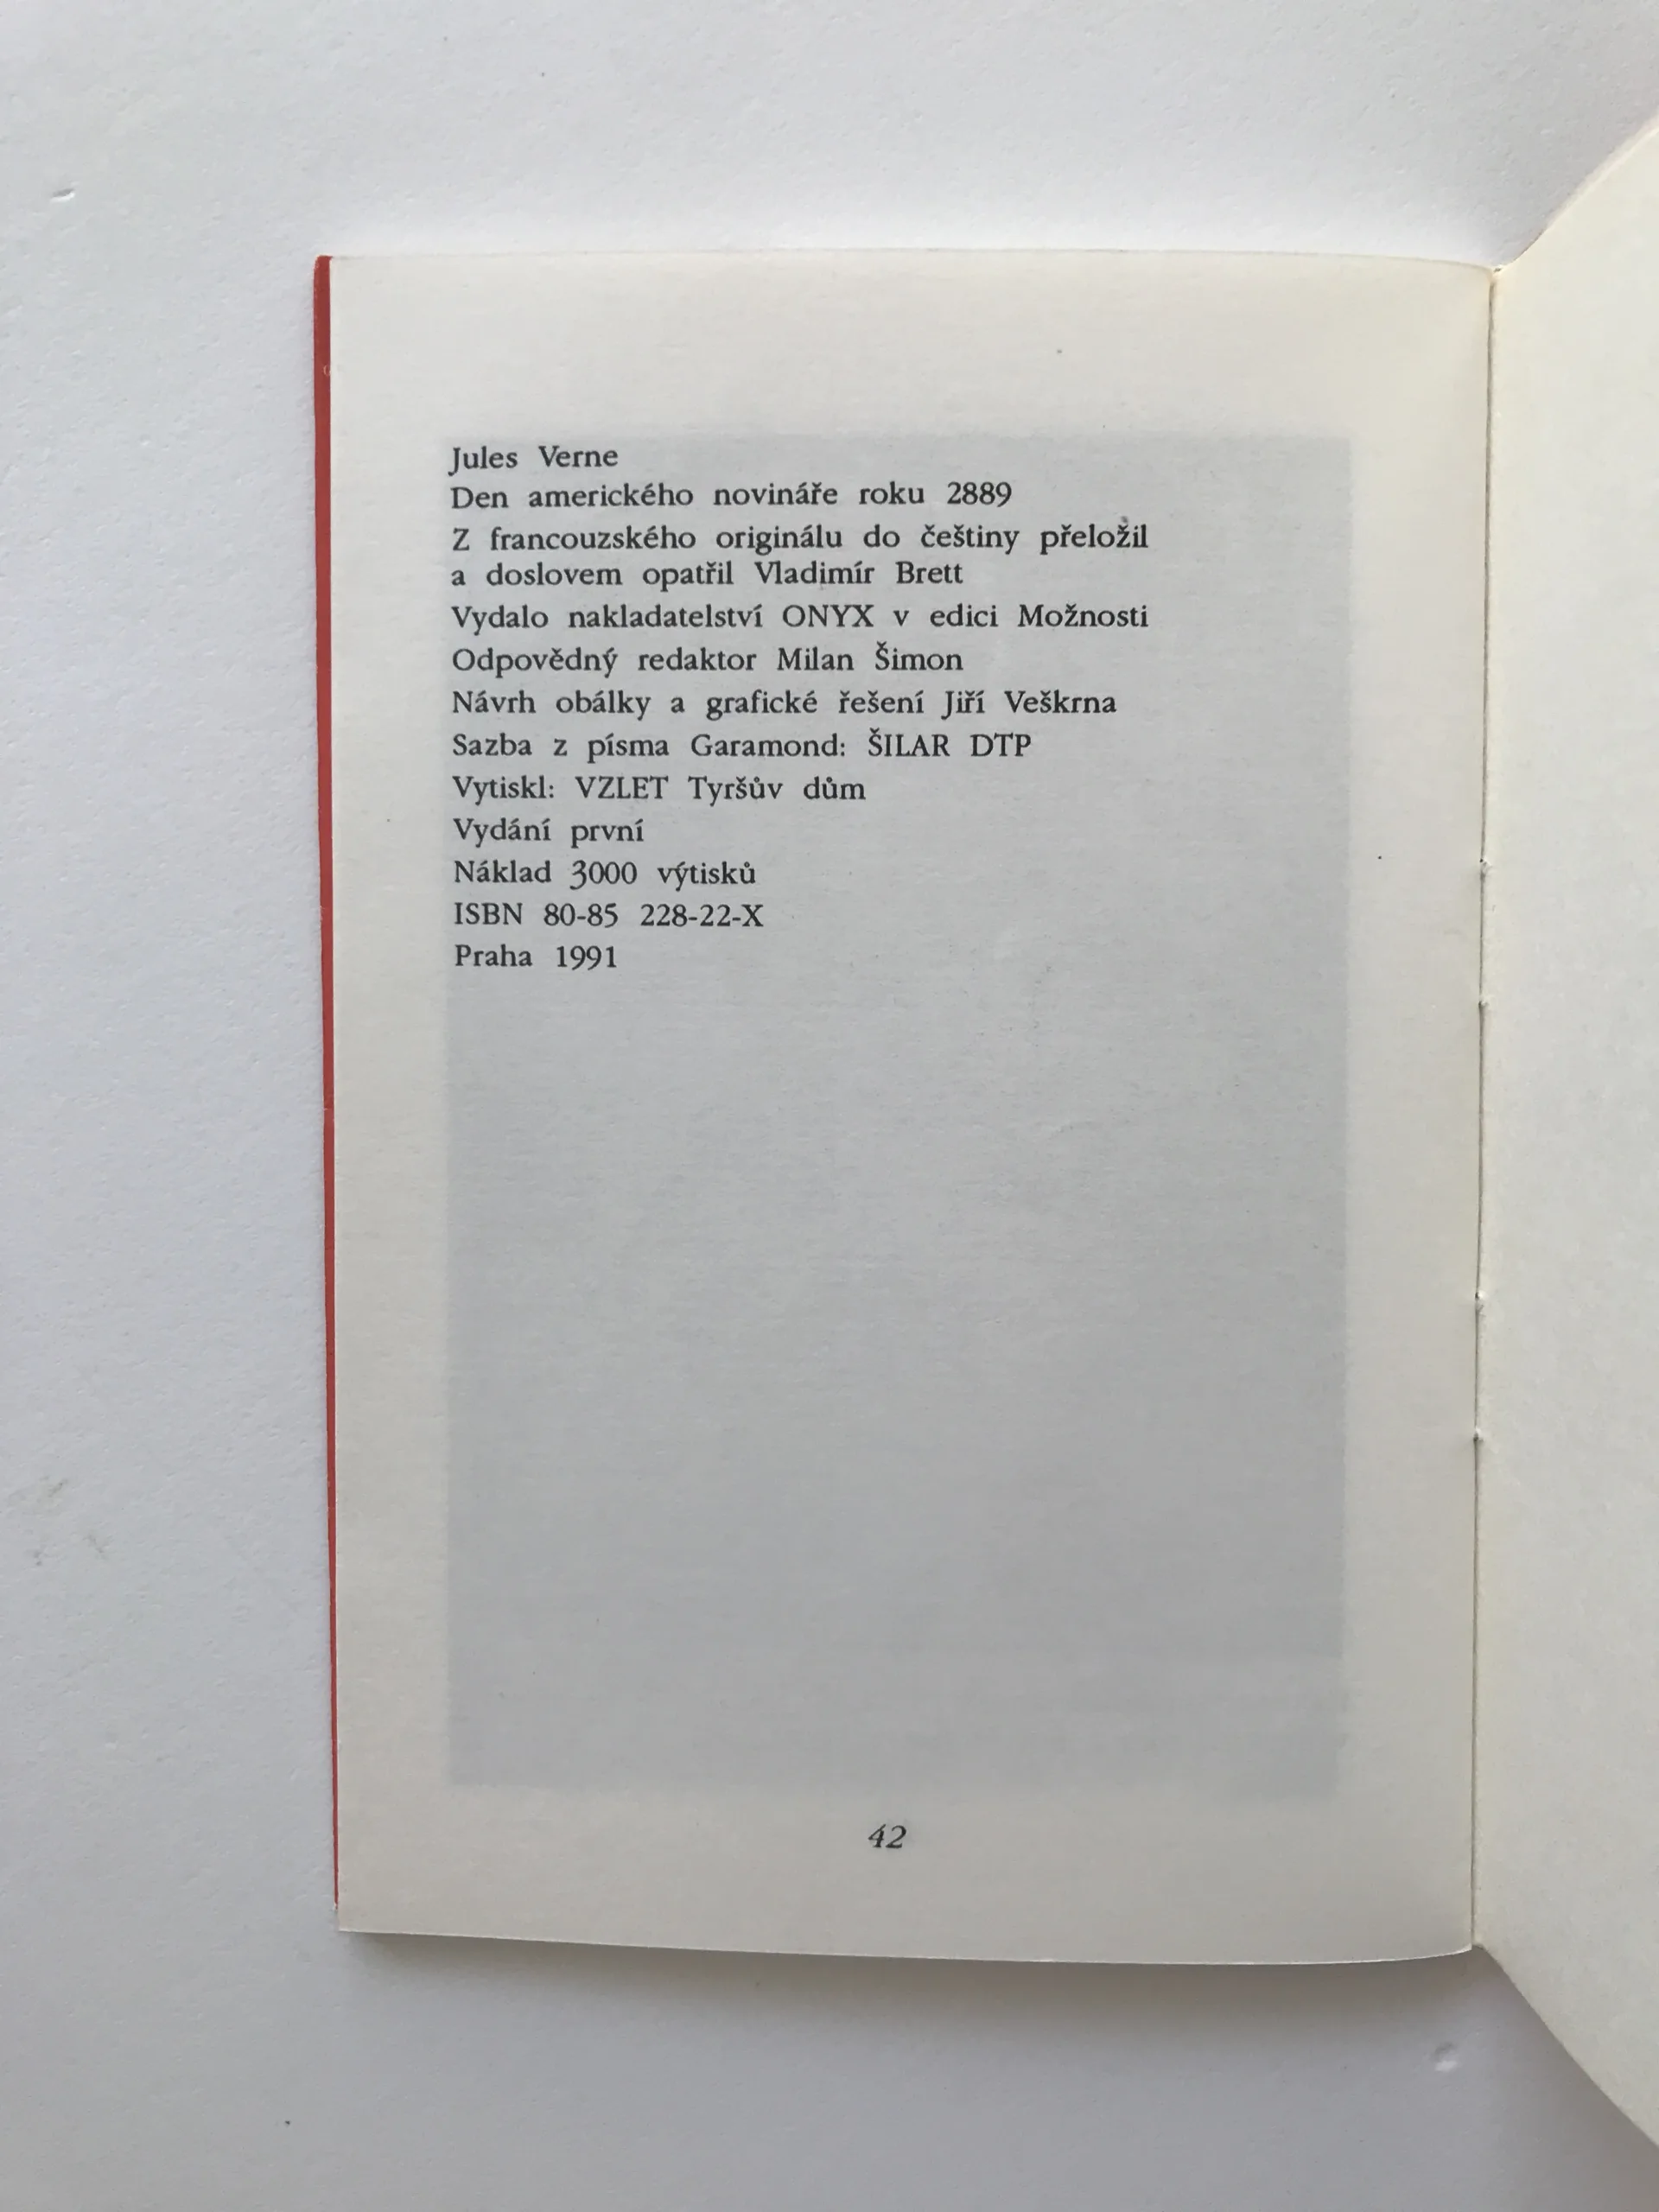 Jules Verne
Den amerického novináře roku 2889
Z francouzského originálu do češtiny přeložil
a doslovem opatřil Vladimír Brett
Vydalo nakladatelství ONYX v edici Možnosti
Odpovědný redaktor Milan Šimon
Návrh obálky a grafické řešení Jiří Veškrna
Sazba z písma Garamond: ŠILAR DTP
Vytiskl: VZLET Tyršův dům
Vydání první
Náklad 3000 výtisků
ISBN 80-85 228-22-X
Praha 1991
42